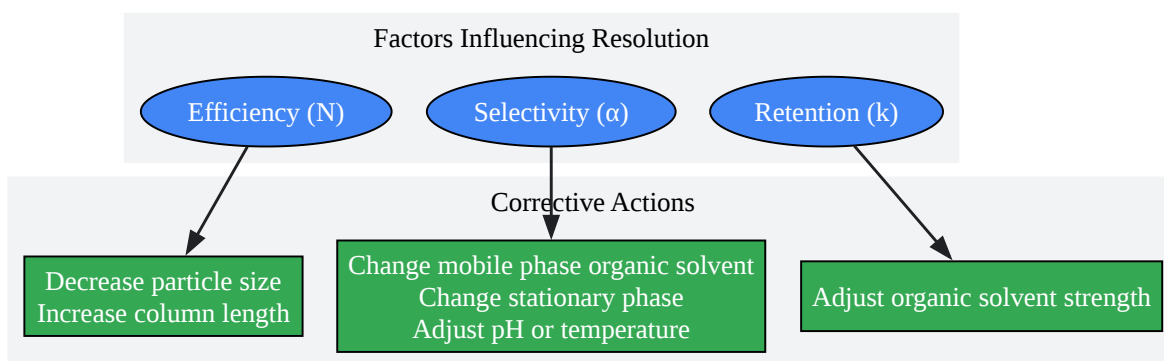 Factors Influencing Resolution
Efficiency (N)
Selectivity (α)
Retention (k)
Corrective Actions
Decrease particle size
Increase column length
Change mobile phase organic solvent
Change stationary phase
Adjust pH or temperature
Adjust organic solvent strength